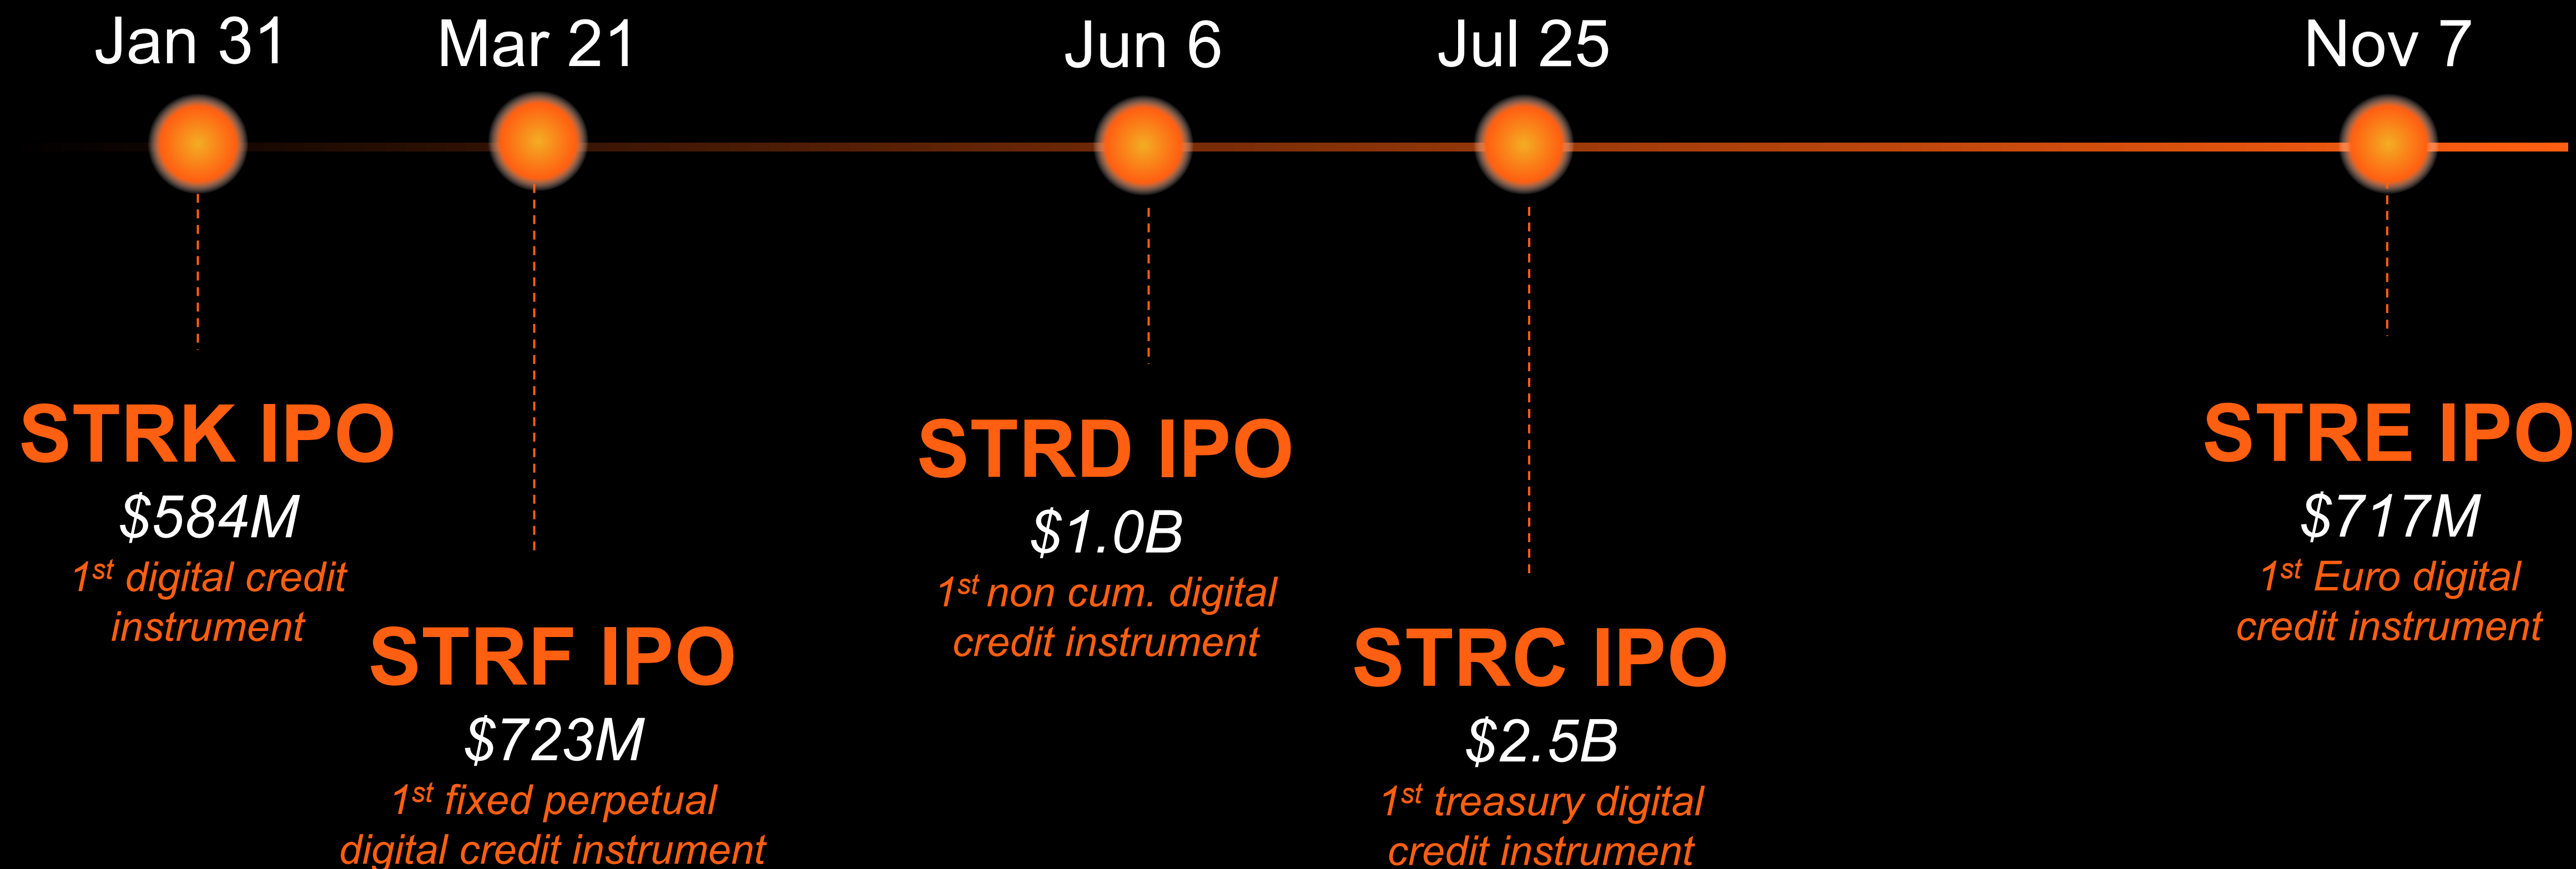 Jan 31
Mar 21
Jun 6
Jul 25
Nov 7
STRK IPO
$584M
1st digital credit
instrument
STRF IPO
$723M
1st fixed perpetual
digital credit instrument
STRD IPO
$1.0B
1st non cum. digital
credit instrument
STRC IPO
$2.5B
1st treasury digital
credit instrument
STRE IPO
$717M
1st Euro digital
credit instrument